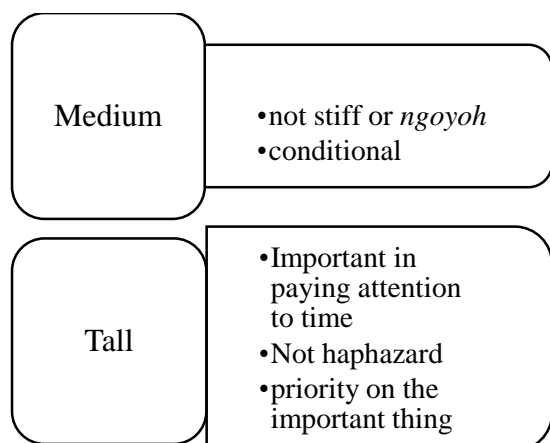 Medium
•not stiff or ngoyoh
•conditional
Tall
•Important in
paying attention
to time
•Not haphazard
•priority on the
important thing